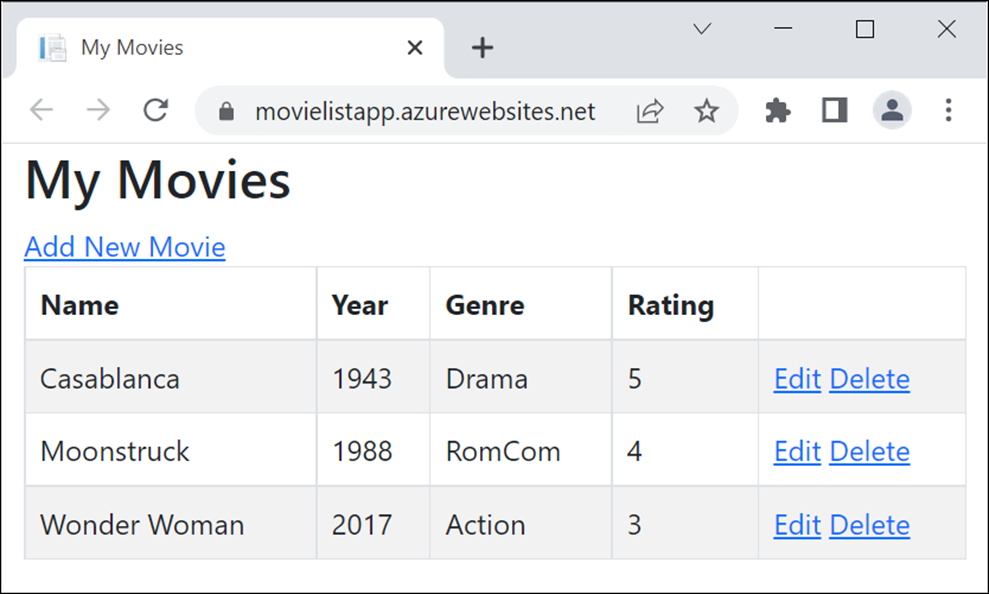 My Movies
movielistapp.azurewebsites.net
My Movies
Add New Movie
Name Year Genre Rating
Casablanca 1943 Drama 5 Edit Delete
Moonstruck 1988 RomCom 4 Edit Delete
Wonder Woman 2017 Action 3 Edit Delete